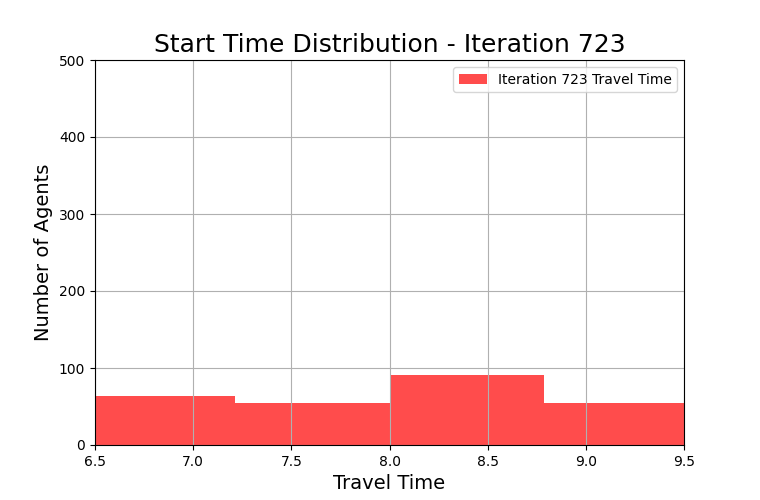 Start Time Distribution - Iteration 723
Iteration 723 Travel Time
Number of Agents
500
400
300
200
100
0
6.5 7.0 7.5 8.0 8.5 9.0 9.5
Travel Time